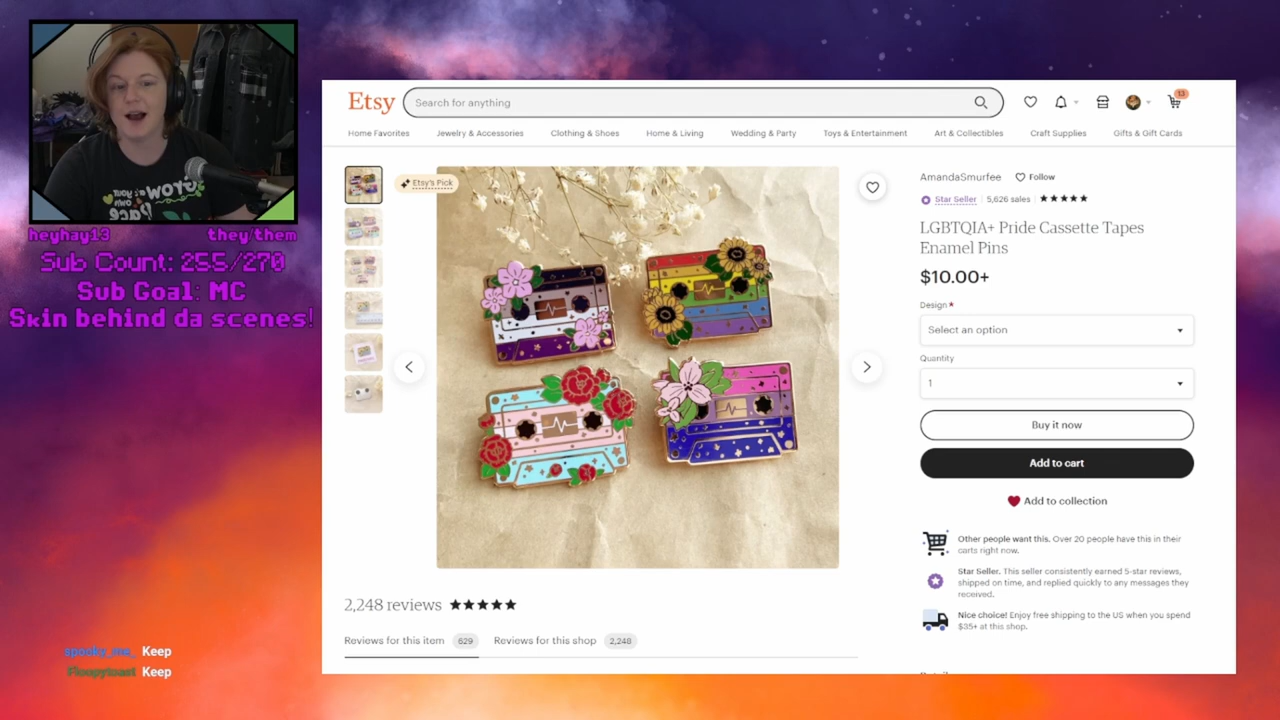 heyhay13
they/them
Sub Count: 255/270
Sub Goal: MC
Skin behind da scenes!
spooky_mz_ Keep
Floupytoast Keep
Etsy
Search for anything
13
Home Favorites
Jewelry & Accessories
Clothing & Shoes
Home & Living
Wedding & Party
Toys & Entertainment
Art & Collectibles
Craft Supplies
Gifts & Gift Cards
Etsy's Pick
AmandaSmurfee
Follow
Star Seller
5,626 sales
LGBTQIA+ Pride Cassette Tapes
Enamel Pins
$10.00+
Design *
Select an option
Quantity
1
Buy it now
Add to cart
Add to collection
Other people want this. Over 20 people have this in their
carts right now.
Star Seller. This seller consistently earned 5-star reviews,
shipped on time, and replied quickly to any messages they
received.
Nice choice! Enjoy free shipping to the US when you spend
$35+ at this shop.
2,248 reviews
Reviews for this item 629
Reviews for this shop 2,248